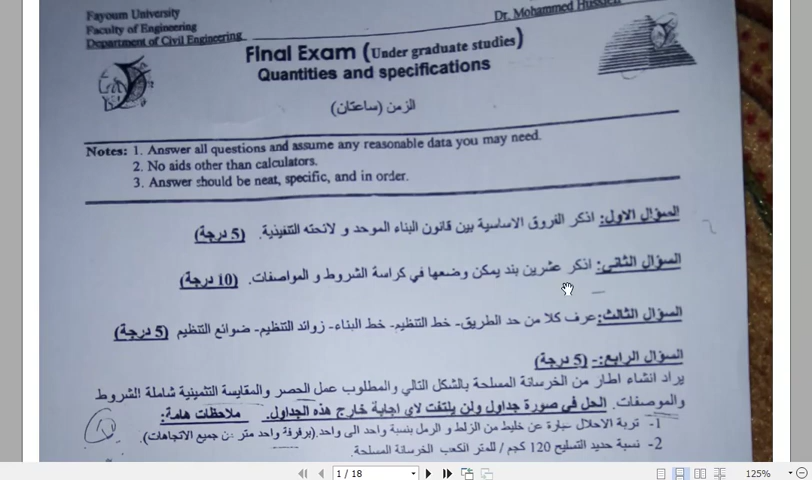 Fayoum University
Faculty of Engineering
Department of Civil Engineering
Dr. Mohammed Hussein
Final Exam (Under graduate studies)
Quantities and specifications
الزمن (ساعتان)
Notes: 1. Answer all questions and assume any reasonable data you may need.
2. No aids other than calculators.
3. Answer should be neat, specific, and in order.
السؤال الاول: اذكر الفروق الاساسية بين قانون البناء الموحد و لائحته التنفيذية. (5 درجة)
السؤال الثانى: اذكر عشرين بند يمكن وضعها في كراسة الشروط و المواصفات. (10 درجة)
السؤال الثالث: عرف كلا من حد الطريق- خط التنظيم- خط البناء- زوائد التنظيم- ضوائع التنظيم (5 درجة)
السؤال الرابع:- (5 درجة)
يراد انشاء اطار من الخرسانة المسلحة بالشكل التالي والمطلوب عمل الحصر والمقايسة التثمينية شاملة الشروط
والموصفات. الحل في صورة جداول ولن يلتفت لاي اجابة خارج هذه الجداول. ملاحظات هامة:
1- تربة الاحلال عبارة عن خليط من الزلط و الرمل بنسبة واحد الى واحد.(برفرفة واحد متر من جميع الاتجاهات).
2- نسبة حديد التسليح 120 كجم / للمتر المكعب الخرسانة المسلحة.
1 / 18
125%